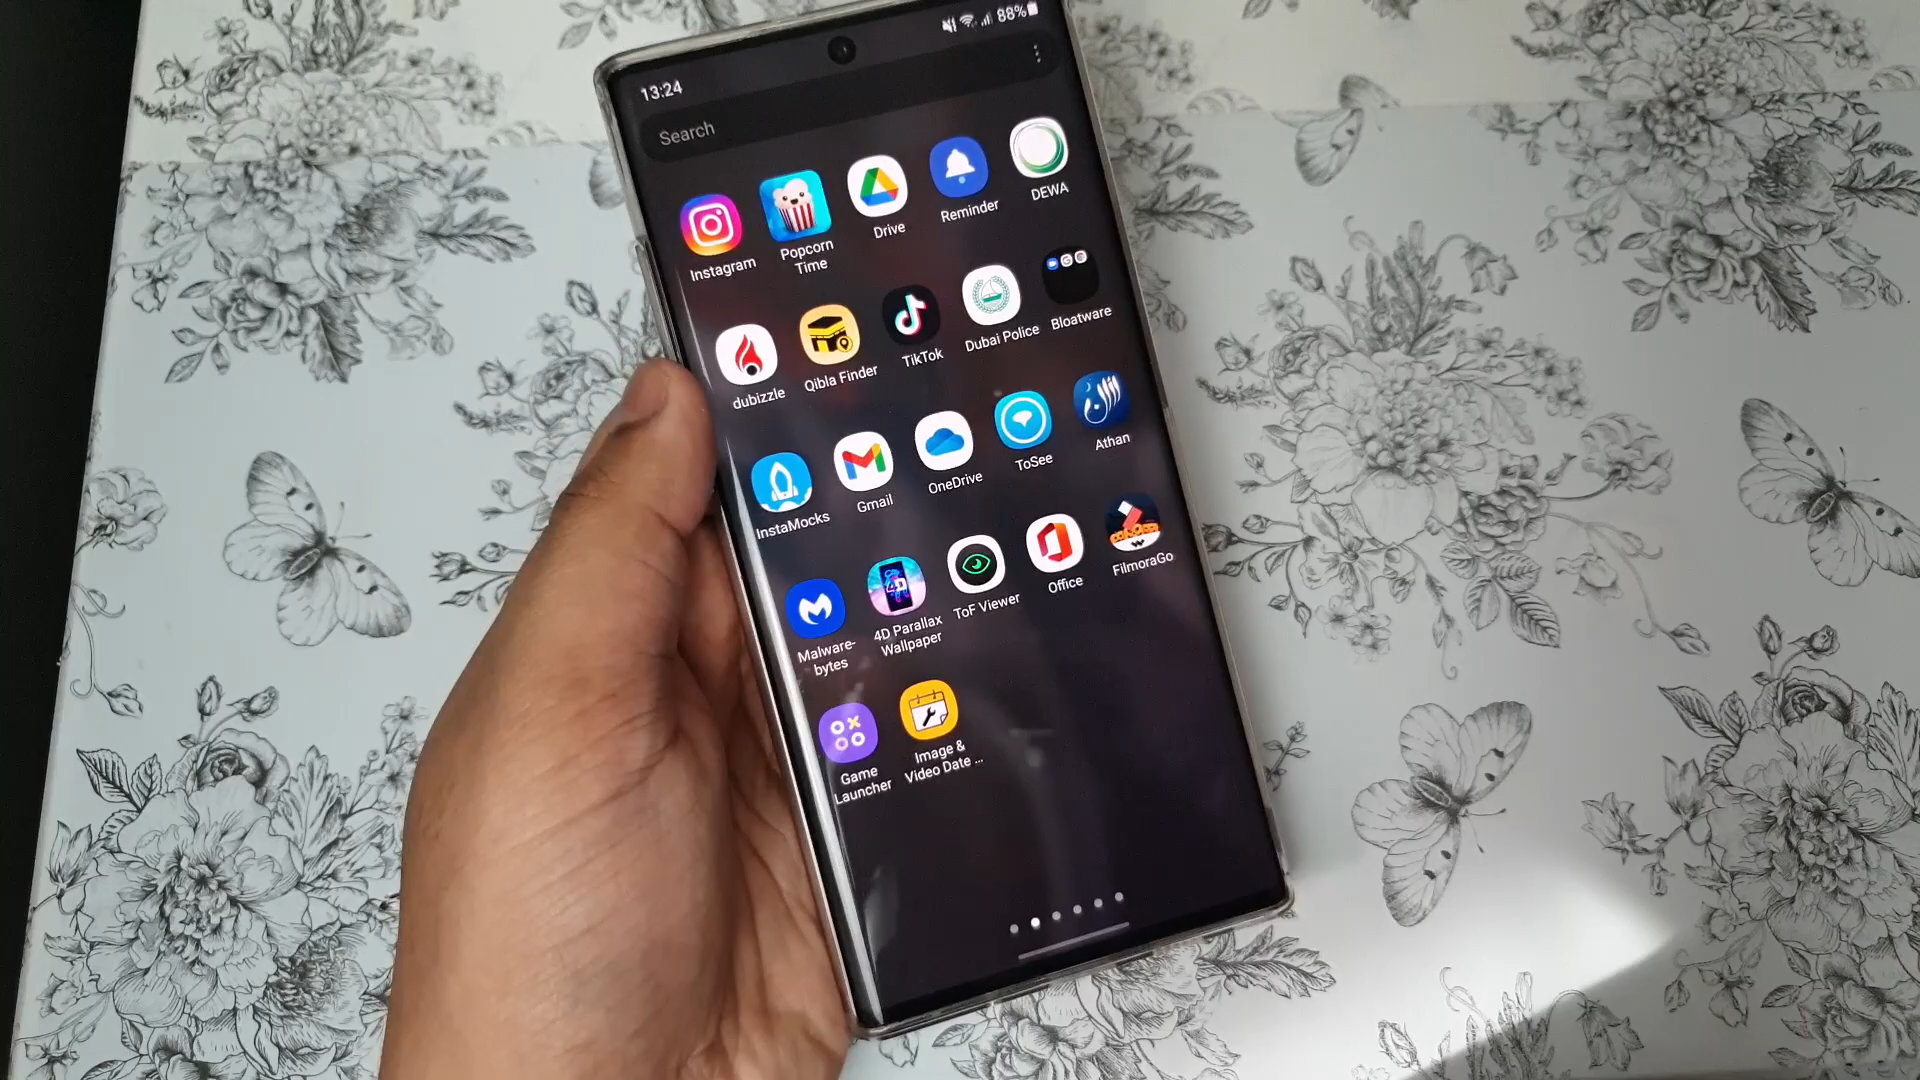 13:24
88%
Search
Instagram
Popcorn
Time
Drive
Reminder
DEWA
dubizzle
Qibla Finder
TikTok
Dubai Police
Bloatware
InstaMocks
Gmail
OneDrive
ToSee
Athan
Malware-
bytes
4D
4D Parallax
Wallpaper
ToF Viewer
Office
FilmoraGo
Game
Launcher
Image &
Video Date ...